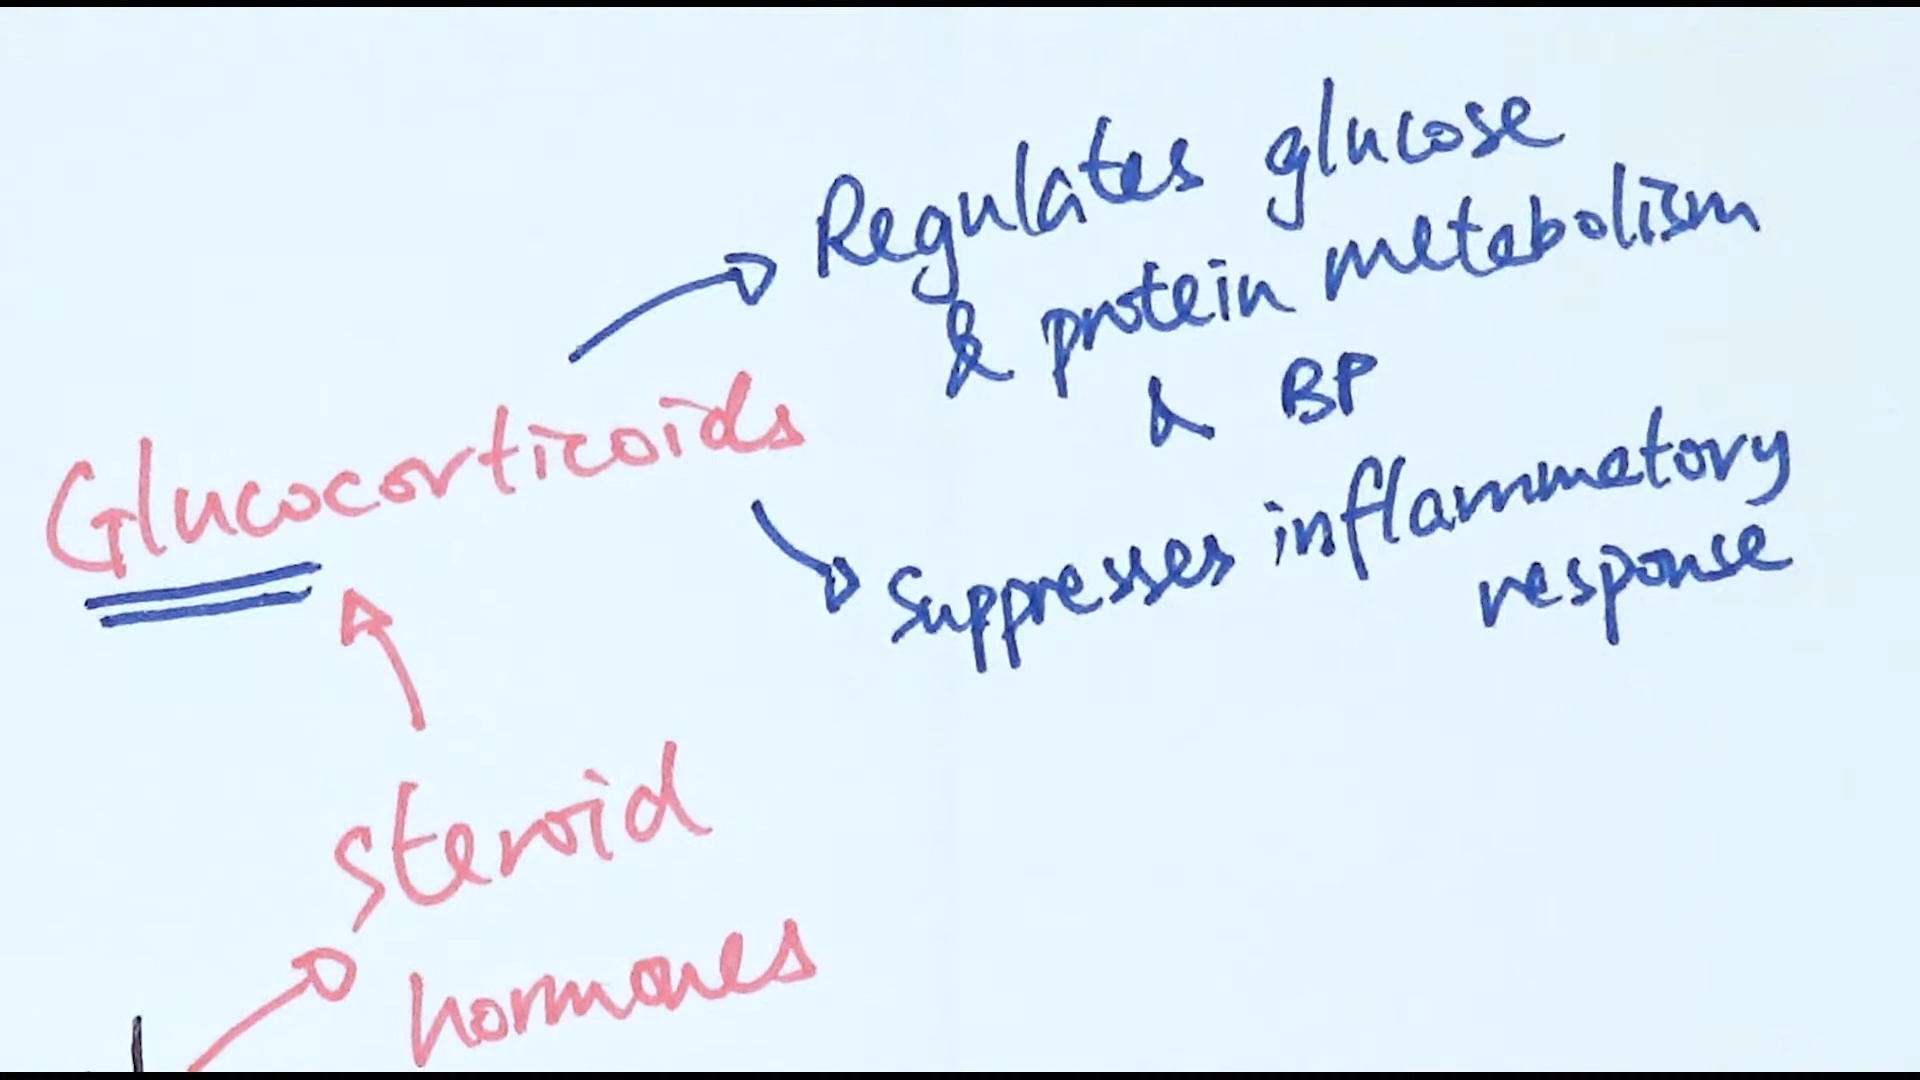 Regulates glucose
& protein metabolism
& BP
Glucocorticoids
Suppresses inflammatory
response
steroid
hormones